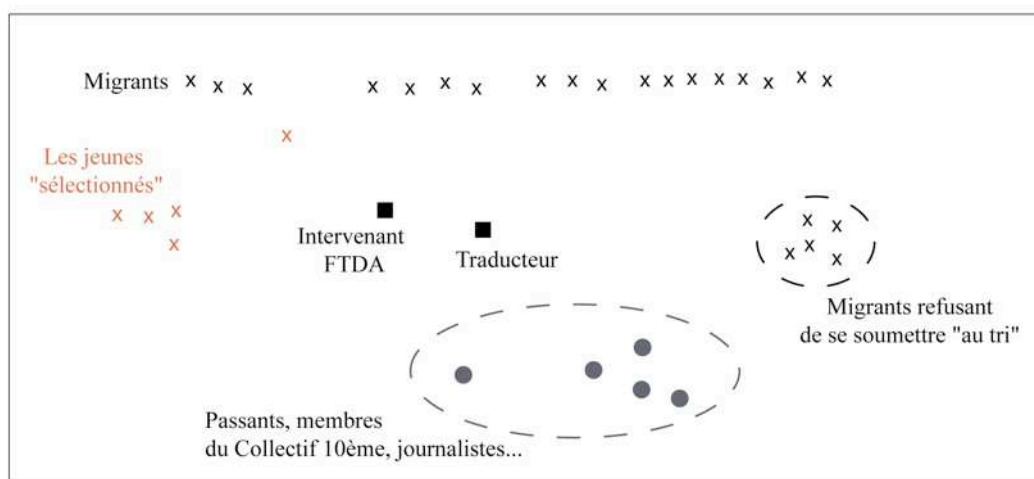 Migrants
Les jeunes
"sélectionnés"
Intervenant
FTDA
Traducteur
Migrants refusant
de se soumettre "au tri"
Passants, membres
du Collectif 10ème, journalistes...